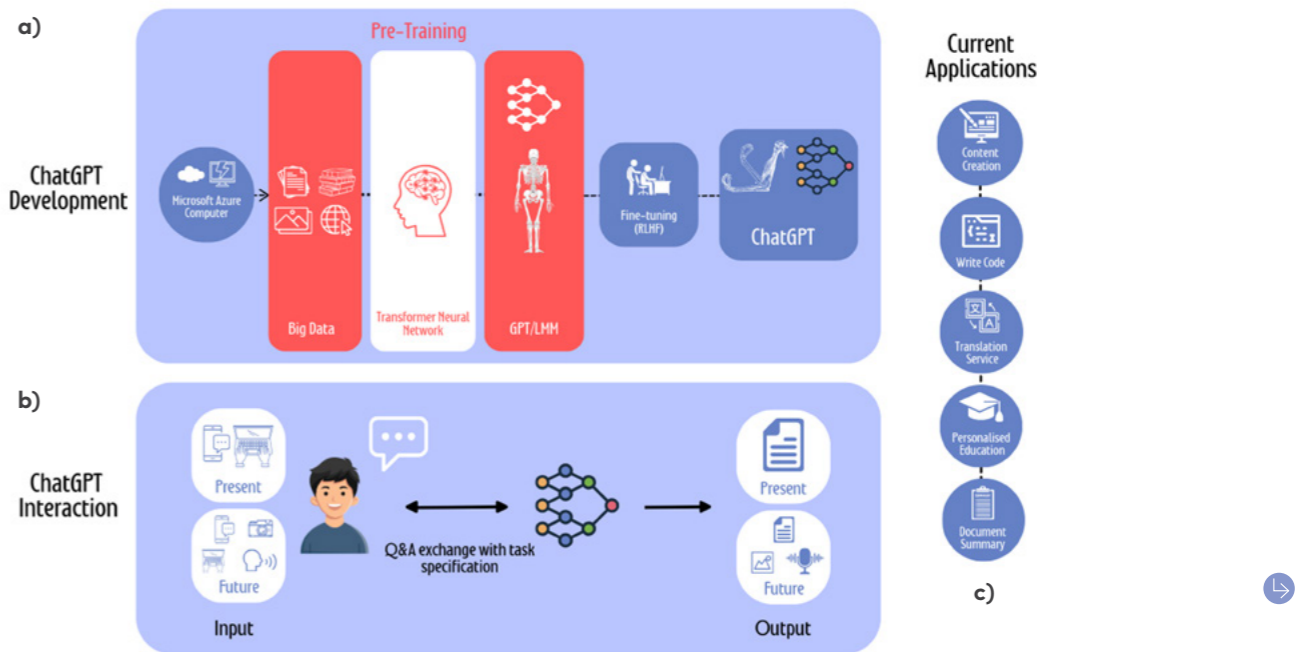 a)
Pre-Training
ChatGPT
Development
Microsoft Azure
Computer
Big Data
Transformer Neural
Network
GPT/LMM
Fine-tuning
(RLHF)
ChatGPT
b)
ChatGPT
Interaction
Present
Future
Input
Q&A exchange with task
specification
Present
Future
Output
Current
Applications
Content
Creation
Write Code
文
A
Translation
Service
Personalised
Education
Document
Summary
c)